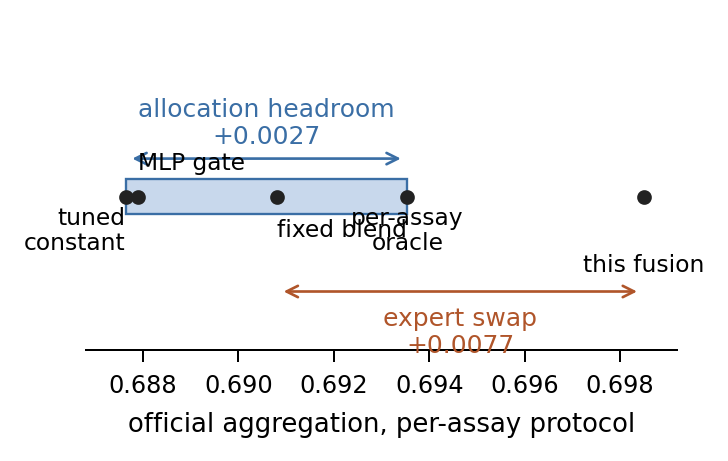 allocation headroom
+0.0027
MLP gate
tuned
constant
fixed blend
per-assay
oracle
this fusion
expert swap
+0.0077
0.688 0.690 0.692 0.694 0.696 0.698
official aggregation, per-assay protocol